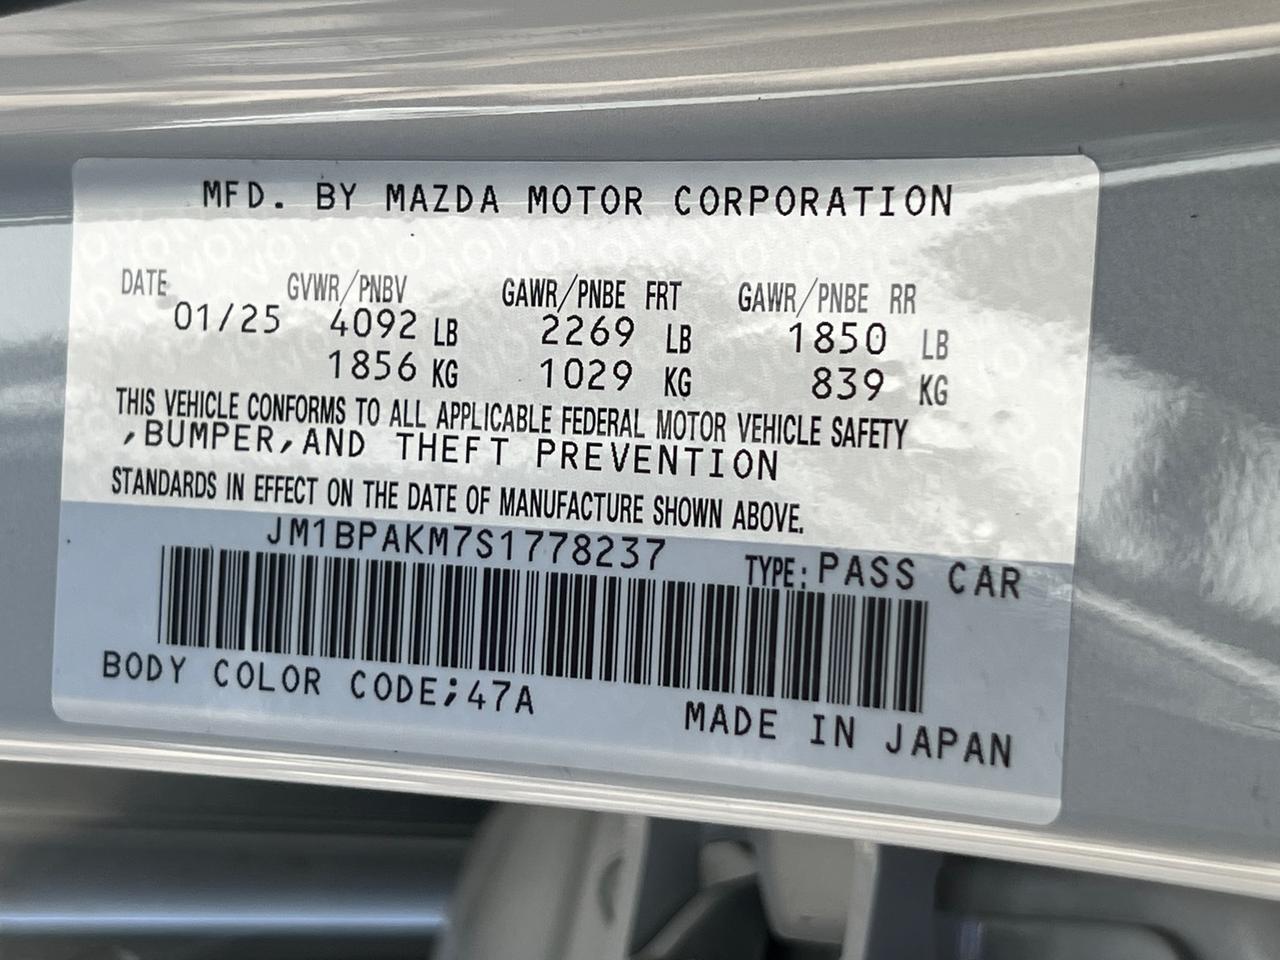 MFD. BY MAZDA MOTOR CORPORATION
DATE GVWR/PNBV GAWR/PNBE FRT GAWR/PNBE RR
01/25 4092 LB 2269 LB 1850 LB
1856 KG 1029 KG 839 KG
THIS VEHICLE CONFORMS TO ALL APPLICABLE FEDERAL MOTOR VEHICLE SAFETY
,BUMPER,AND THEFT PREVENTION
STANDARDS IN EFFECT ON THE DATE OF MANUFACTURE SHOWN ABOVE.
JM1BPAKM7S1778237 TYPE: PASS CAR
BODY COLOR CODE;47A MADE IN JAPAN